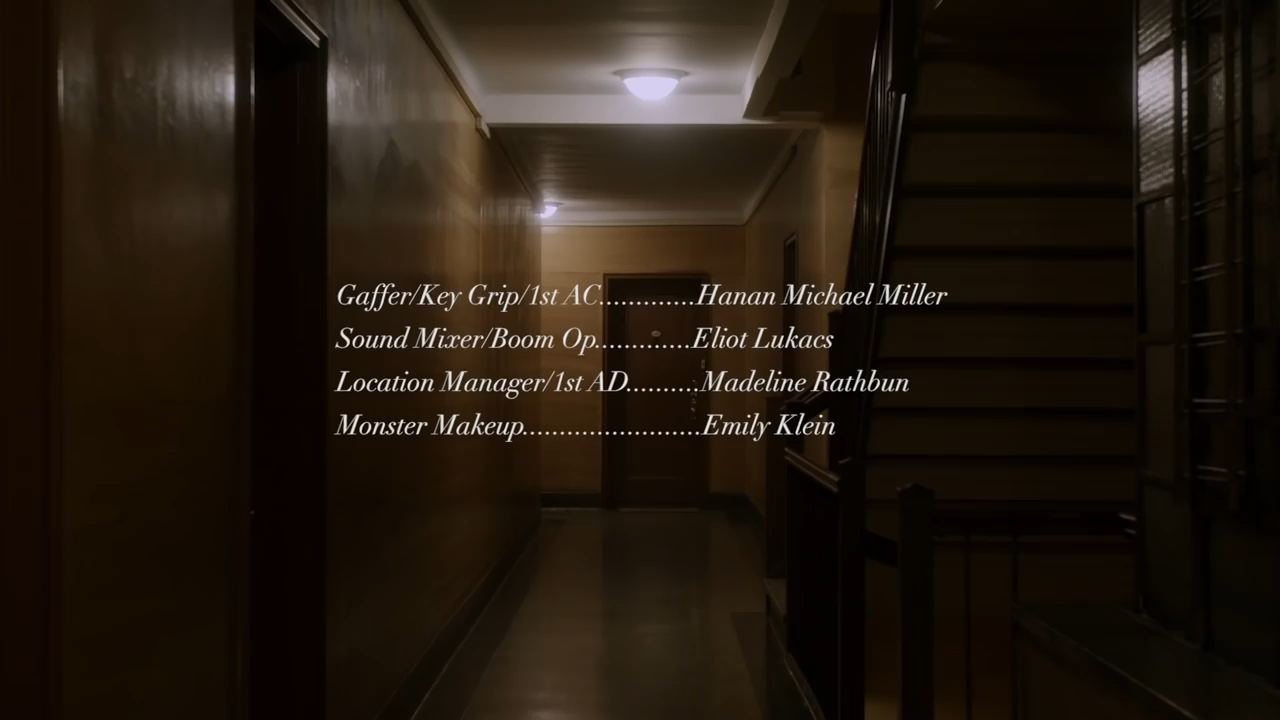 Gaffer/Key Grip/1st AC.............Hanan Michael Miller
Sound Mixer/Boom Op.............Eliot Lukacs
Location Manager/1st AD..........Madeline Rathbun
Monster Makeup........................Emily Klein